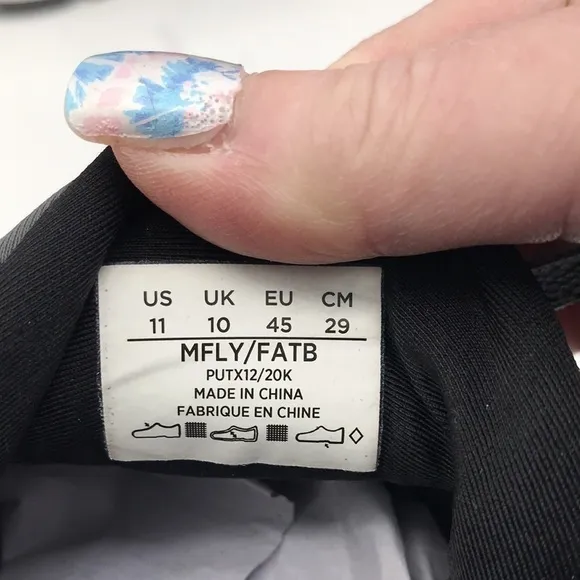 US UK EU CM
11 10 45 29
MFLY/FATB
PUTX12/20K
MADE IN CHINA
FABRIQUE EN CHINE